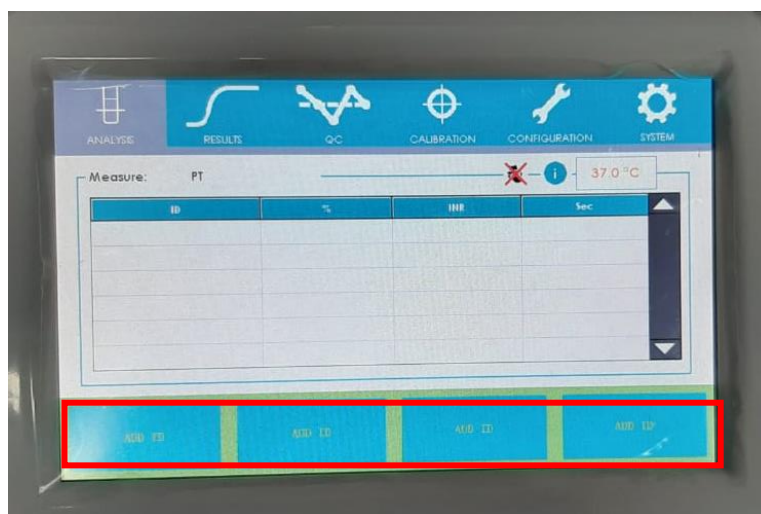 ANALYSIS RESULTS QC CALIBRATION CONFIGURATION SYSTEM
Measure: PT i 37.0 °C
ID % INR Sec
ADD ID ADD ID ADD ID ADD ID